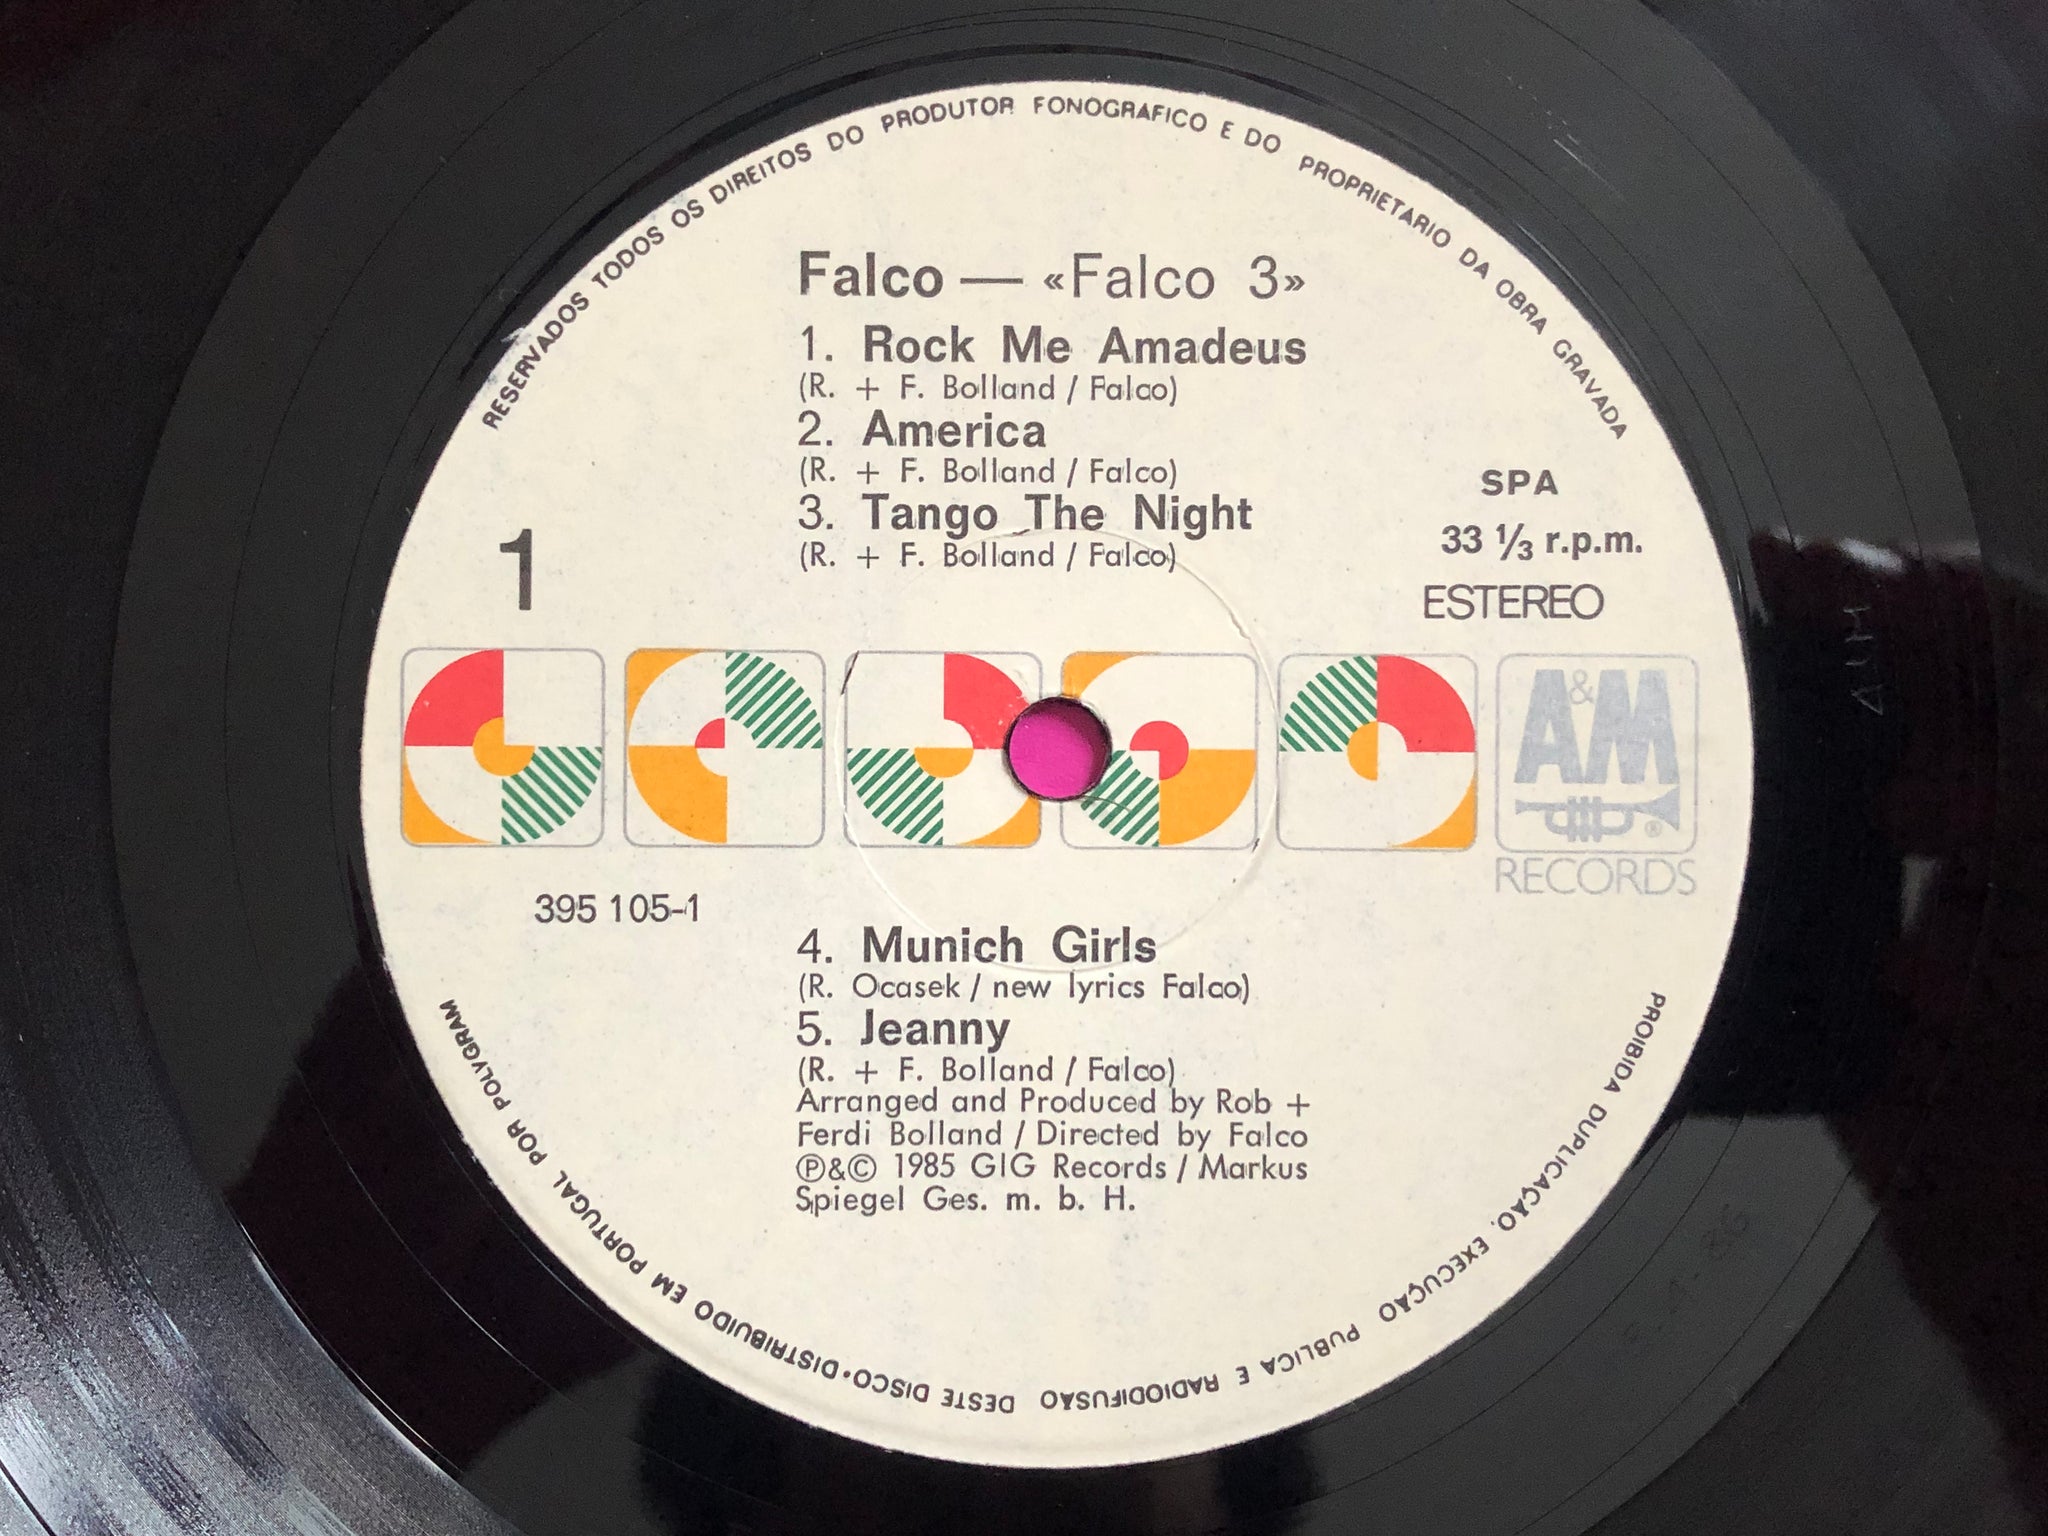 RESERVADOS TODOS OS DIREITOS DO PRODUTOR FONOGRAFICO E DO PROPRIETARIO DA OBRA GRAVADA
Falco — «Falco 3»
1. Rock Me Amadeus
(R. + F. Bolland / Falco)
2. America
(R. + F. Bolland / Falco)
3. Tango The Night
(R. + F. Bolland / Falco)
1
SPA
33 1/3 r.p.m.
ESTEREO
A&M
®
RECORDS
395 105-1
4. Munich Girls
(R. Ocasek / new lyrics Falco)
5. Jeanny
(R. + F. Bolland / Falco)
Arranged and Produced by Rob +
Ferdi Bolland / Directed by Falco
Ⓟ&© 1985 GIG Records / Markus
Spiegel Ges. m. b. H.
PROIBIDA DUPLICAÇÃO, EXECUÇÃO PUBLICA E RADIODIFUSÃO DESTE DISCO•DISTRIBUIDO EM PORTUGAL POR POLYGRAM